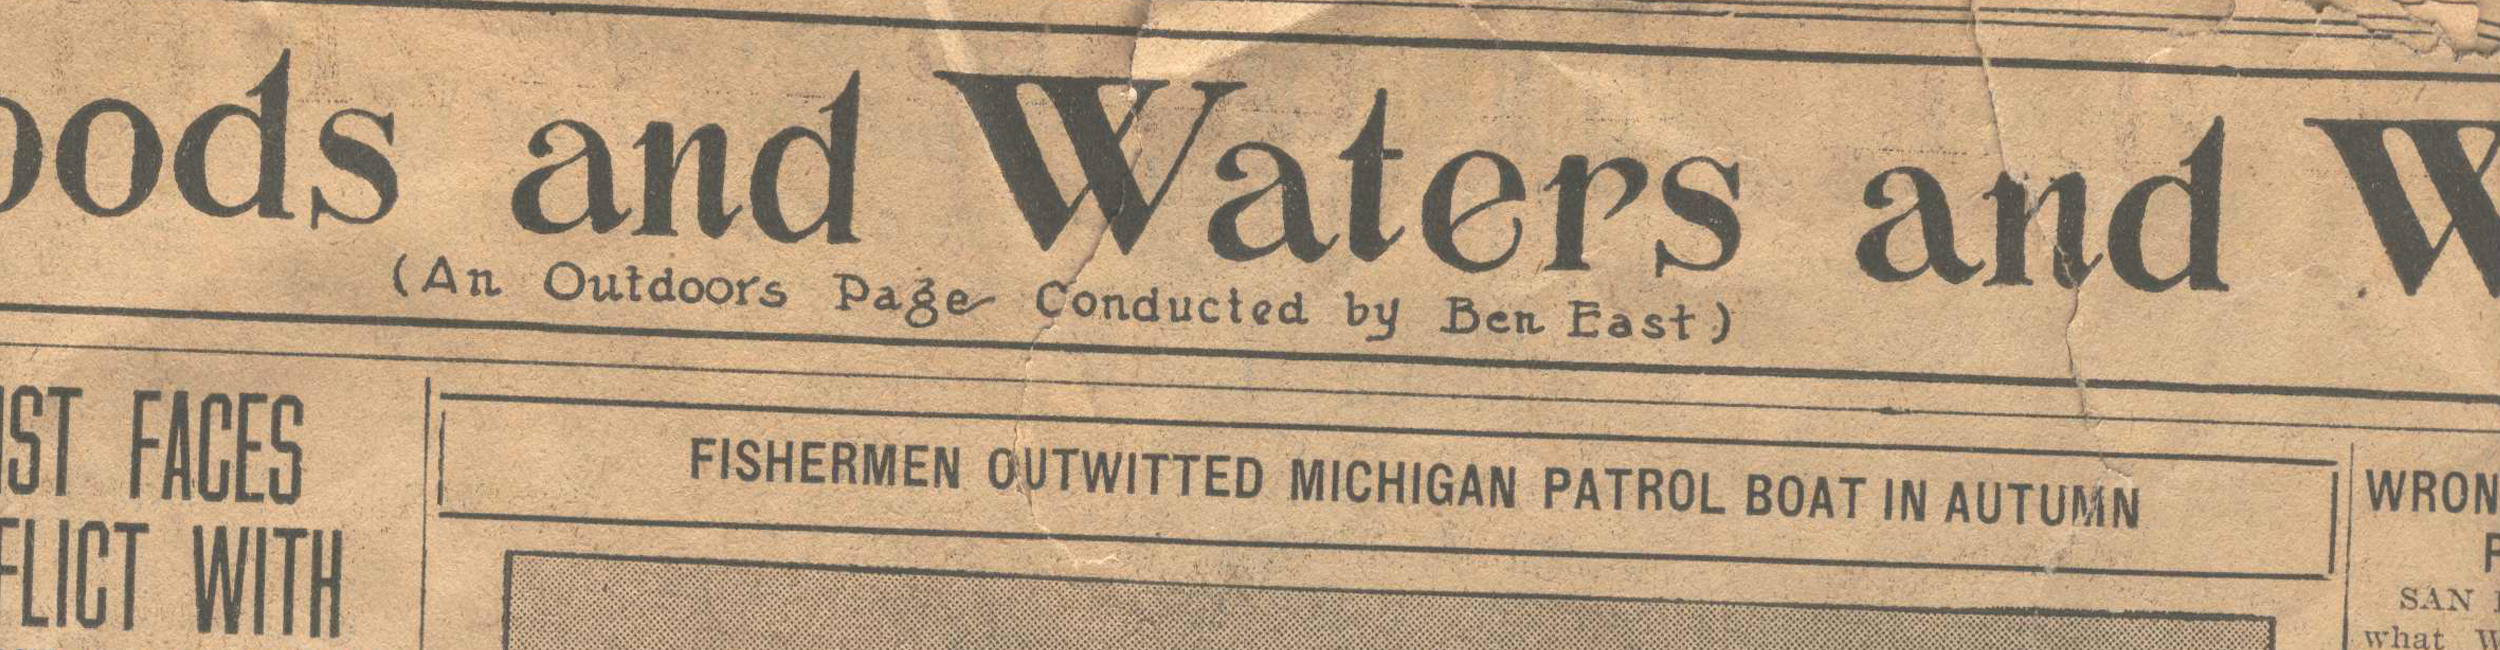 oods and Waters and W
(An Outdoors Page Conducted by Ben East)
IST FACES
FLICT WITH
FISHERMEN OUTWITTED MICHIGAN PATROL BOAT IN AUTUMN
WRON
SAN
what W